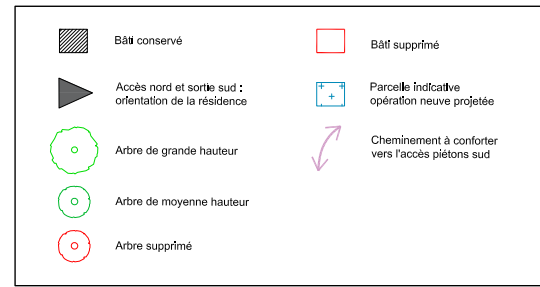 Bâti conservé
Accès nord et sortie sud :
orientation de la résidence
Arbre de grande hauteur
Arbre de moyenne hauteur
Arbre supprimé
Bâti supprimé
Parcelle indicative
opération neuve projetée
Cheminement à conforter
vers l'accès piétons sud